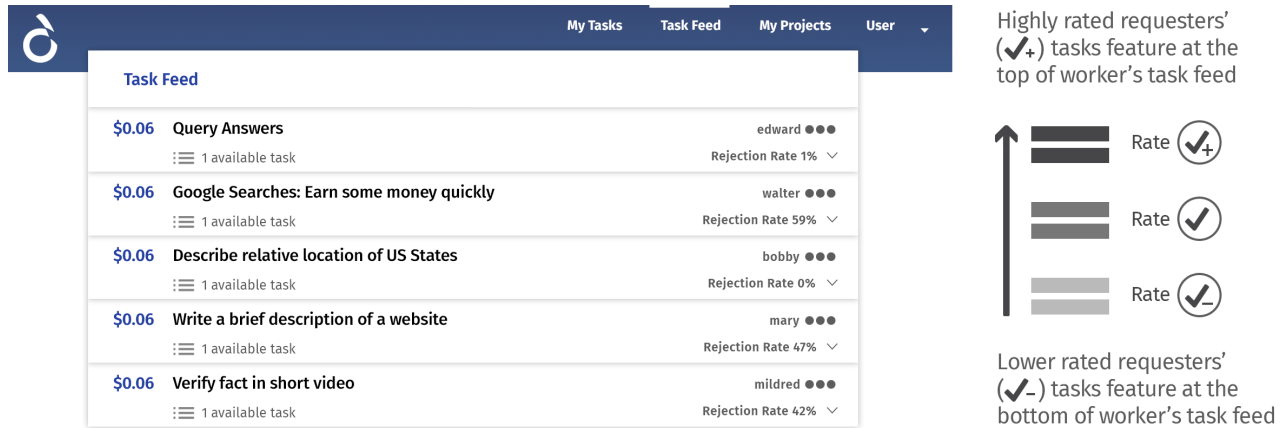 My Tasks Task Feed My Projects User
Task Feed
$0.06 Query Answers edward
1 available task Rejection Rate 1%
$0.06 Google Searches: Earn some money quickly walter
1 available task Rejection Rate 59%
$0.06 Describe relative location of US States bobby
1 available task Rejection Rate 0%
$0.06 Write a brief description of a website mary
1 available task Rejection Rate 47%
$0.06 Verify fact in short video mildred
1 available task Rejection Rate 42%
Highly rated requesters’
(✔+) tasks feature at the
top of worker’s task feed
Rate ✔+
Rate ✔
Rate ✔-
Lower rated requesters’
(✔-) tasks feature at the
bottom of worker’s task feed